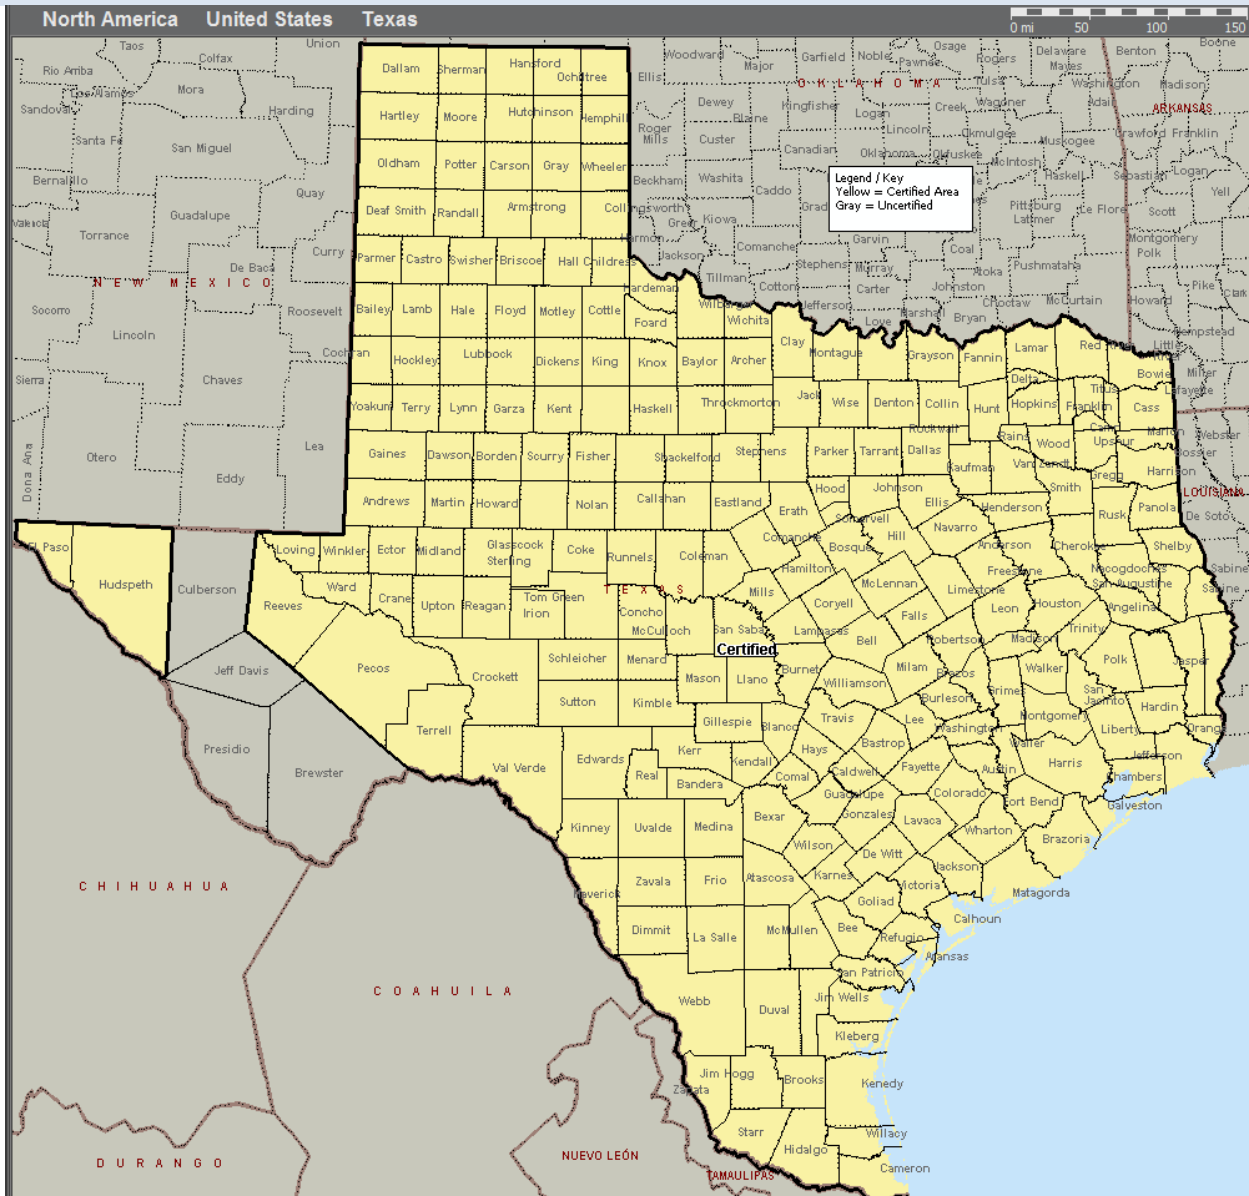 North America United States Texas
0 mi 50 100 150
Taos Colfax Union Woodward Major Garfield Noble Pawnee Osage Rogers Delaware Mayes Benton Boone
Rio Arriba Los Alamos Mora Harding Ellis OKLAHOMA Tulsa Washington Madison
Dallam Sherman Hansford Ochiltree
Sandoval Dewey Blaine Kingfisher Logan Creek Wagoner Adair ARKANSAS
Hartley Moore Hutchinson Hemphill
Santa Fe San Miguel Roger Mills Custer Canadian Lincoln Oklahoma Okfuskee Okmulgee Muskogee McIntosh Crawford Franklin
Oldham Potter Carson Gray Wheeler
Bernalillo Quay Beckham Washita Caddo Haskell Sebastian Logan Yell
Legend / Key
Yellow = Certified Area
Gray = Uncertified
Valencia Guadalupe Torrance Grad Pittsburg Latimer Le Flore Scott
Deaf Smith Randall Armstrong Collingsworth Greer Kiowa
Curry De Baca Harmon Jackson Comanche Stephens Garvin Murray Coal Atoka Pushmataha Montgomery Polk
Parmer Castro Swisher Briscoe Hall Childress
NEW MEXICO Tillman Cotton Jefferson Carter Love Johnston Marshall Bryan Choctaw McCurtain Howard Pike Clark
Socorro Lincoln Roosevelt Hempstead Little River
Bailey Lamb Hale Floyd Motley Cottle Hardeman Foard Wilbarger Wichita Clay Montague Grayson Fannin Lamar Red River
Sierra Chaves Miller Lafayette
Cochran Hockley Lubbock Dickens King Knox Baylor Archer Bowie
Yoakum Terry Lynn Garza Kent Haskell Throckmorton Jack Wise Denton Collin Hunt Delta Hopkins Franklin Titus Cass
Dona Ana Otero Eddy Lea Webster Bossier
Gaines Dawson Borden Scurry Fisher Shackelford Stephens Parker Tarrant Dallas Rockwall Kaufman Rains Wood Camp Upshur Marion
Van Zandt Smith Gregg Harrison LOUISIANA De Soto Sabine
Andrews Martin Howard Nolan Callahan Eastland Erath Hood Somervell Johnson Ellis Navarro Henderson Rusk Panola
El Paso Hudspeth Culberson Loving Winkler Ector Midland Glasscock Sterling Coke Runnels Coleman Comanche Bosque Hill Anderson Cherokee Shelby
Freestone Nacogdoches San Augustine Sabine
Reeves Ward Crane Upton Reagan Tom Green Irion TEXAS Concho Mills Hamilton McLennan Limestone Coryell Falls Leon Houston Angelina
McCulloch San Saba Lampasas Bell Robertson Madison Trinity
Certified
Jeff Davis Pecos Crockett Schleicher Menard Mason Llano Burnet Williamson Milam Brazos Burleson Grimes Walker San Jacinto Polk Jasper Hardin
Sutton Kimble Gillespie Blanco Travis Lee Washington Montgomery Liberty Orange
Presidio Terrell Brewster Val Verde Edwards Kerr Real Bandera Kendall Hays Bastrop Caldwell Comal Fayette Austin Waller Harris Jefferson Chambers
Kinney Uvalde Medina Bexar Guadalupe Gonzales Colorado Lavaca Fort Bend Wharton Brazoria Galveston
CHIHUAHUA Maverick Zavala Frio Atascosa Wilson Karnes De Witt Jackson Victoria Matagorda
Dimmit La Salle McMullen Bee Goliad Refugio Calhoun Aransas
COAHUILA Webb Duval San Patricio Jim Wells Kleberg
Zapata Jim Hogg Brooks Kenedy
Starr Hidalgo Willacy Cameron
DURANGO NUEVO LEÓN TAMAULIPAS